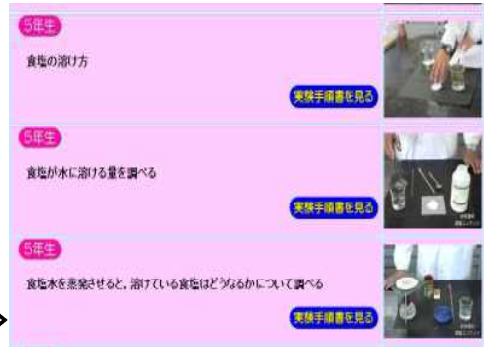 5年生
食塩の溶け方
実験手順書を見る
5年生
食塩が水に溶ける量を調べる
実験手順書を見る
5年生
食塩水を蒸発させると，溶けている食塩はどうなるかについて調べる
実験手順書を見る